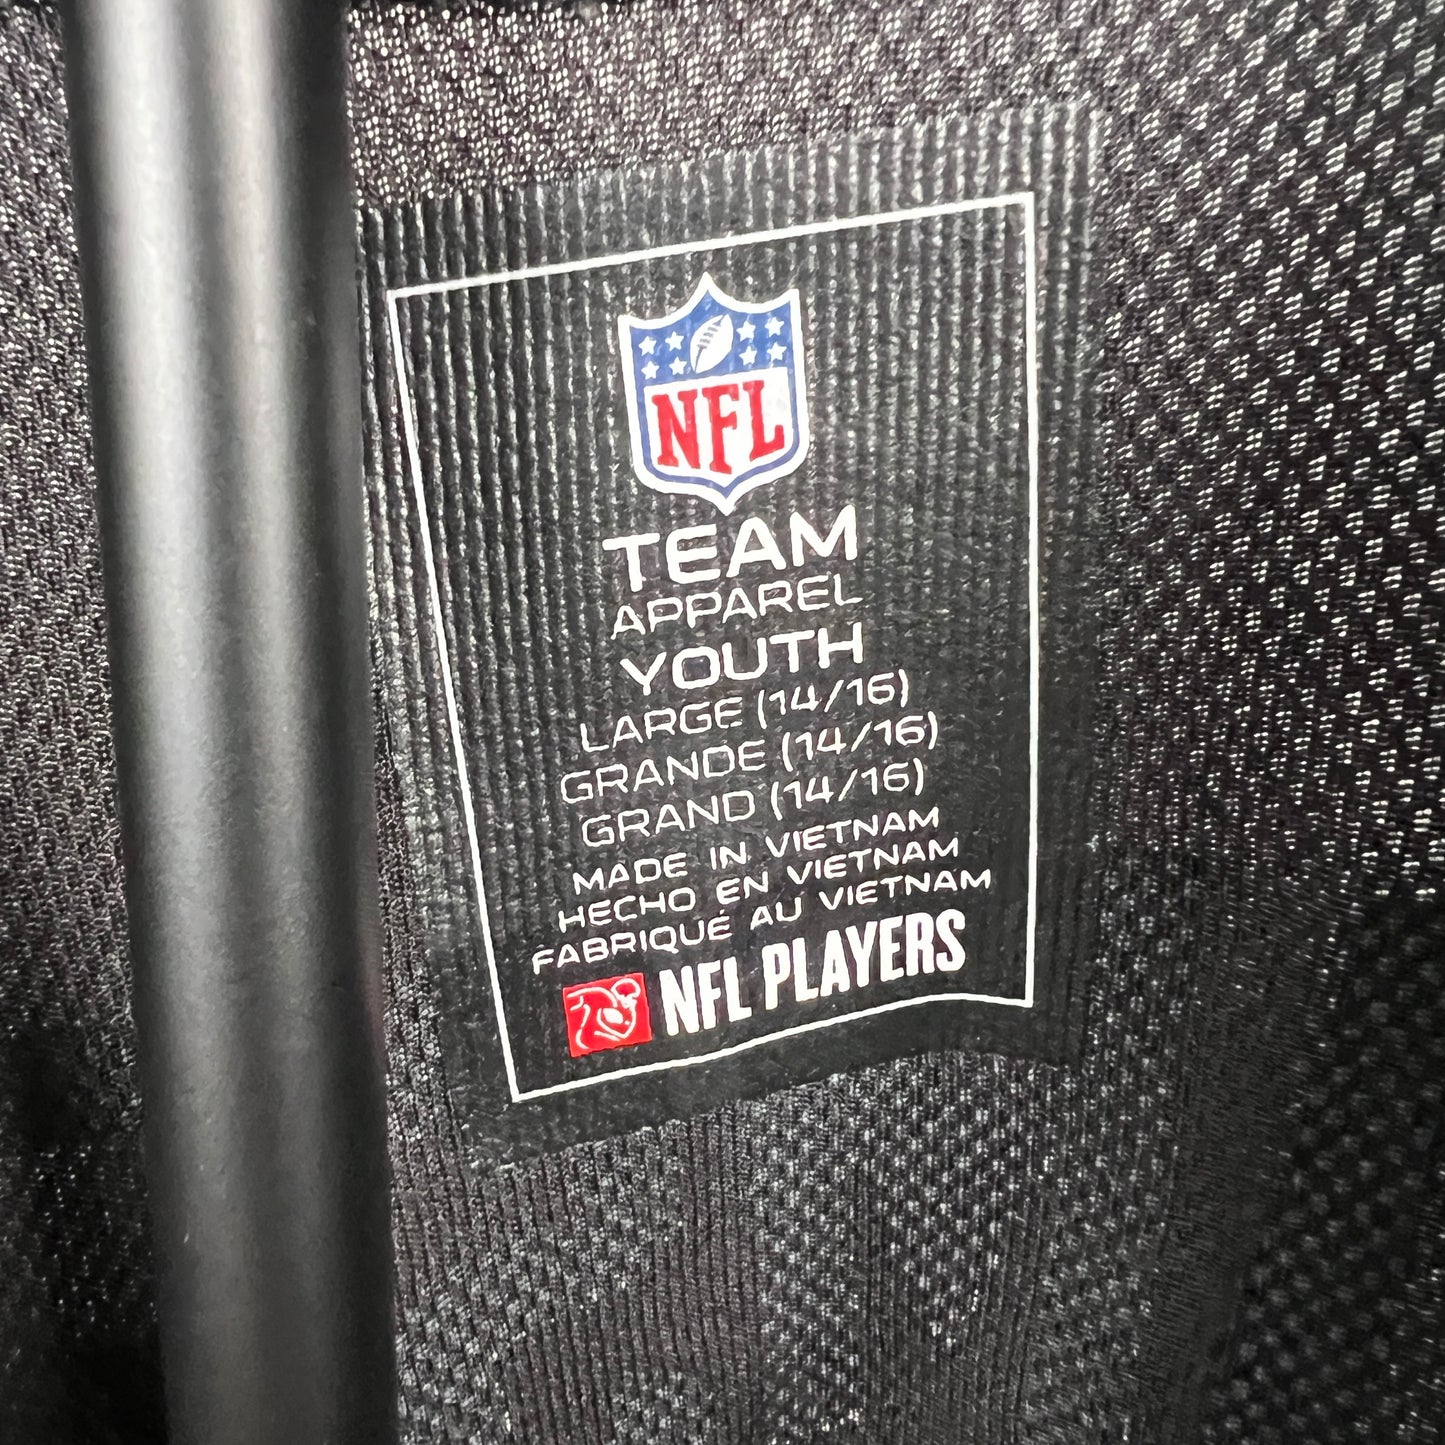 NFL
TEAM
APPAREL
YOUTH
LARGE (14/16)
GRANDE (14/16)
GRAND (14/16)
MADE IN VIETNAM
HECHO EN VIETNAM
FABRIQUÉ AU VIETNAM
NFL PLAYERS